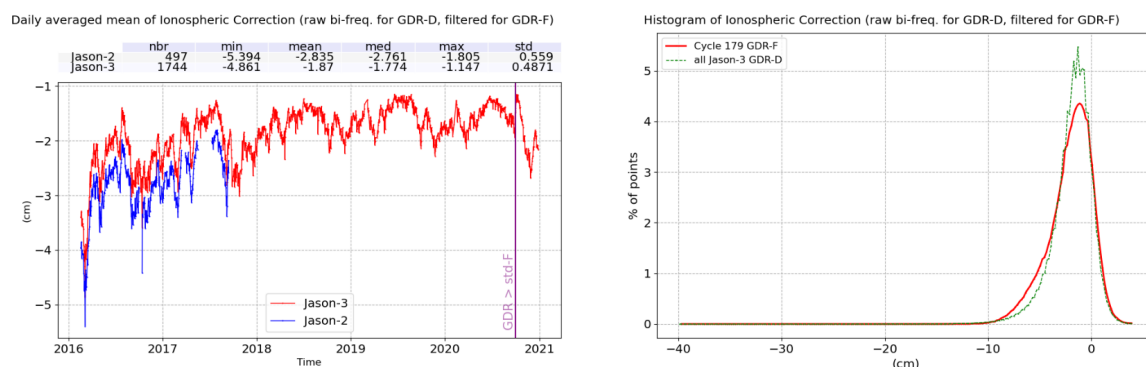 Daily averaged mean of Ionospheric Correction (raw bi-freq. for GDR-D, filtered for GDR-F)
nbr min mean med max std
Jason-2 497 -5.394 -2.835 -2.761 -1.805 0.559
Jason-3 1744 -4.861 -1.87 -1.774 -1.147 0.4871
−1
−2
−3
−4
−5
(cm)
GDR > std-F
Jason-3
Jason-2
2016 2017 2018 2019 2020 2021
Time
Histogram of Ionospheric Correction (raw bi-freq. for GDR-D, filtered for GDR-F)
Cycle 179 GDR-F
all Jason-3 GDR-D
5
4
3
2
1
0
% of points
−40 −30 −20 −10 0
(cm)